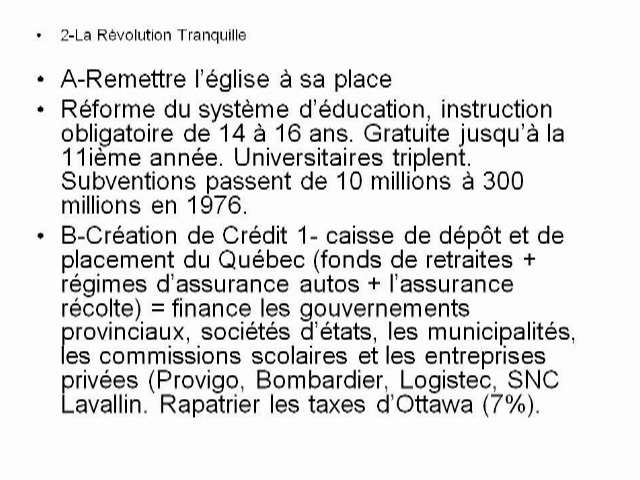 • 2-La Révolution Tranquille
• A-Remettre l'église à sa place
• Réforme du système d'éducation, instruction
obligatoire de 14 à 16 ans. Gratuite jusqu'à la
11ième année. Universitaires triplent.
Subventions passent de 10 millions à 300
millions en 1976.
• B-Création de Crédit 1- caisse de dépôt et de
placement du Québec (fonds de retraites +
régimes d'assurance autos + l'assurance
récolte) = finance les gouvernements
provinciaux, sociétés d'états, les municipalités,
les commissions scolaires et les entreprises
privées (Provigo, Bombardier, Logistec, SNC
Lavallin. Rapatrier les taxes d'Ottawa (7%).